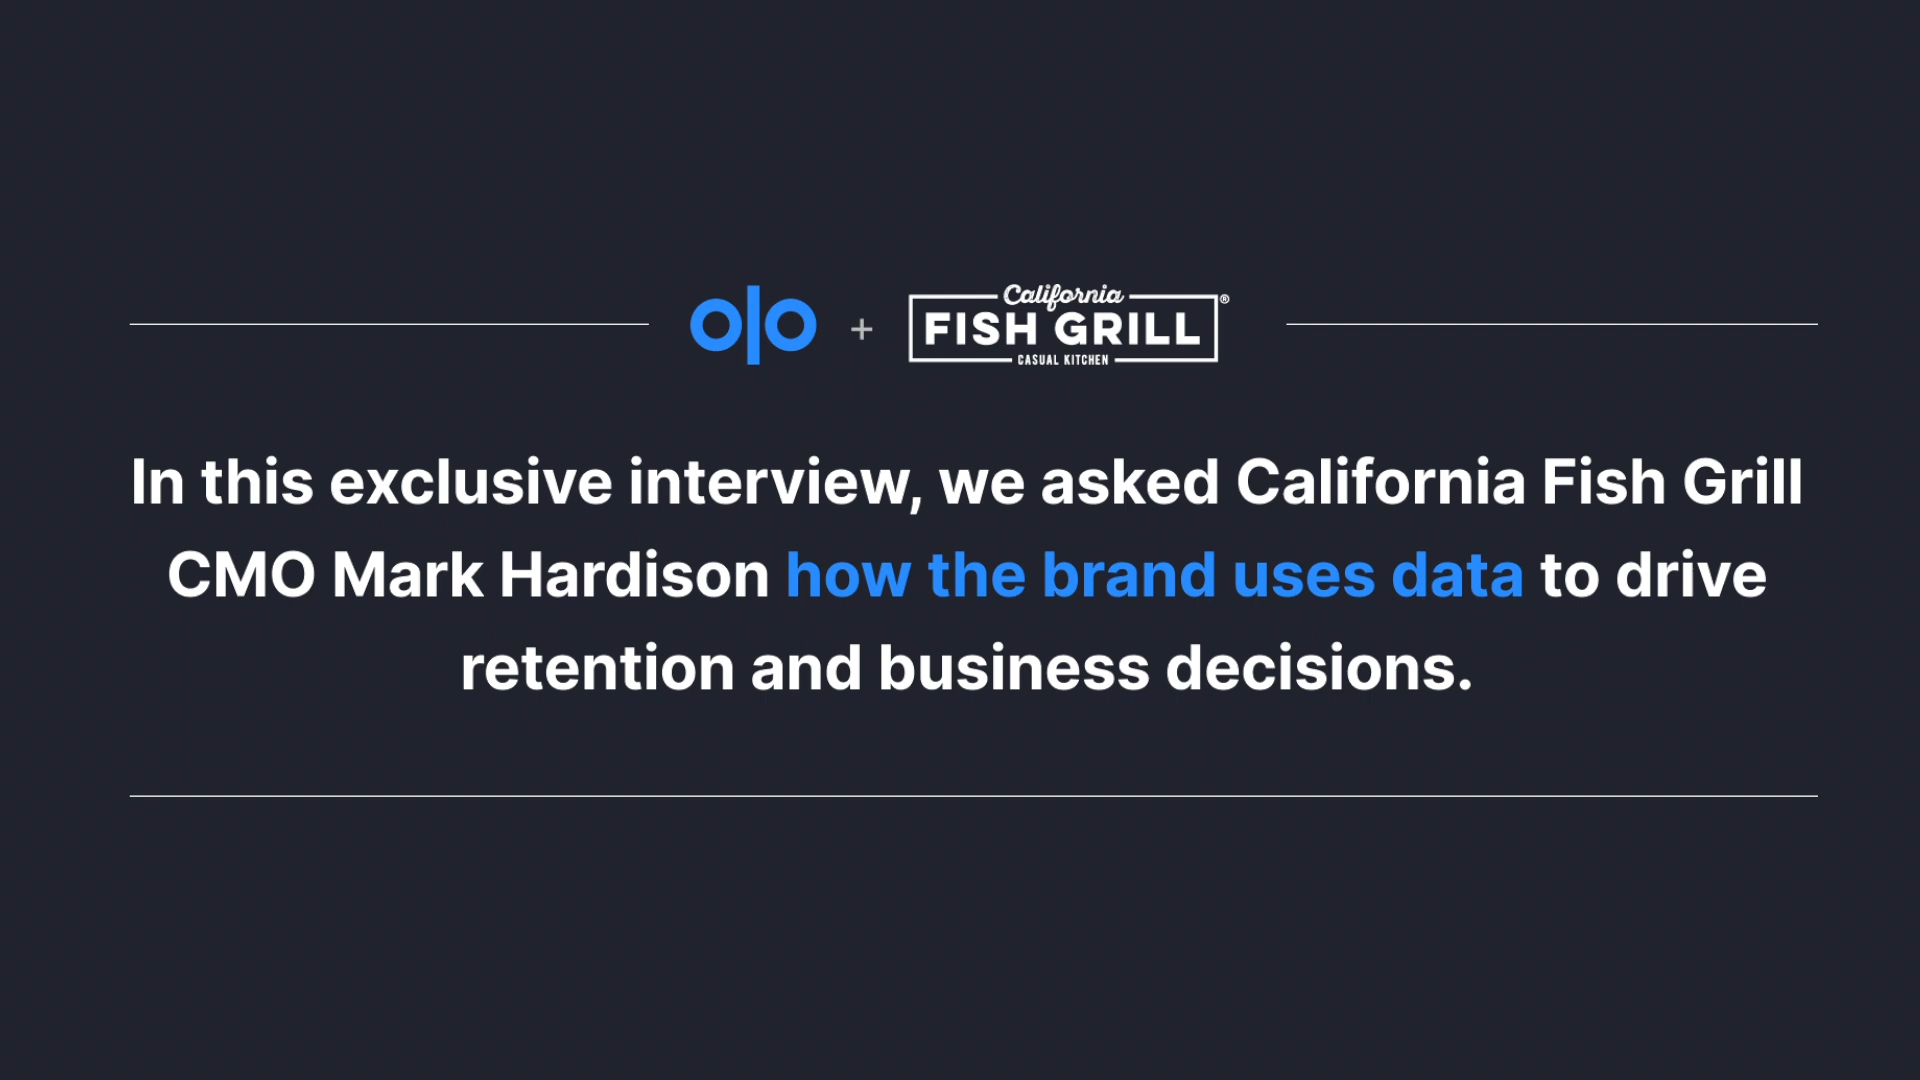 olo + California
FISH GRILL®
CASUAL KITCHEN
In this exclusive interview, we asked California Fish Grill
CMO Mark Hardison how the brand uses data to drive
retention and business decisions.